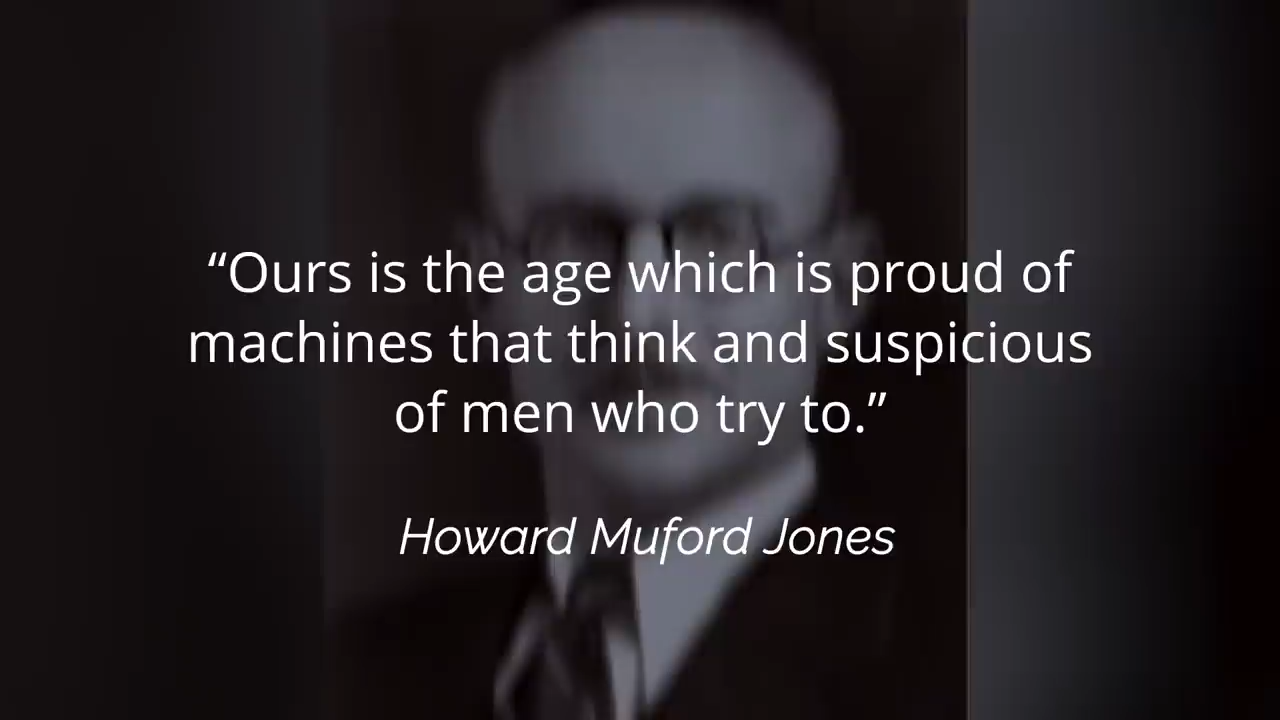 “Ours is the age which is proud of
machines that think and suspicious
of men who try to.”
Howard Muford Jones